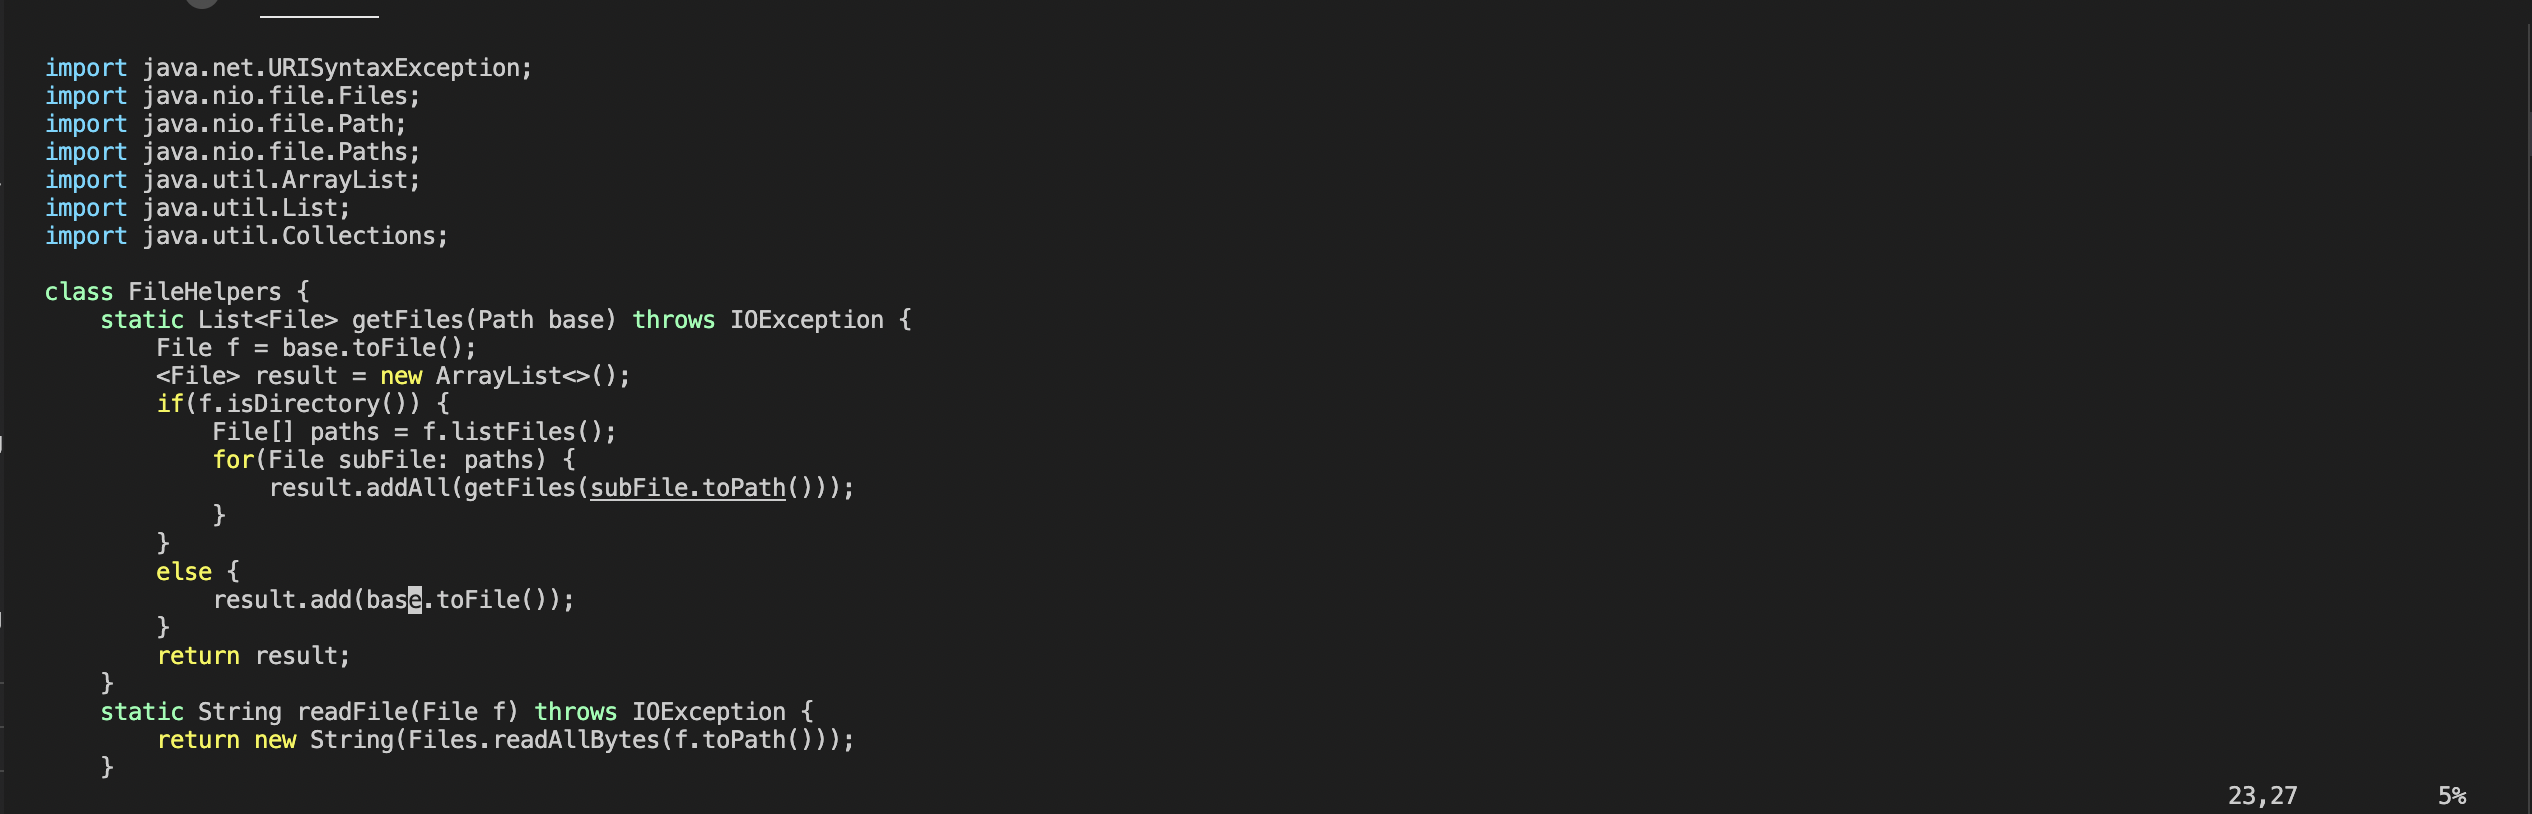 import java.net.URISyntaxException;
import java.nio.file.Files;
import java.nio.file.Path;
import java.nio.file.Paths;
import java.util.ArrayList;
import java.util.List;
import java.util.Collections;

class FileHelpers {
    static List<File> getFiles(Path base) throws IOException {
        File f = base.toFile();
        <File> result = new ArrayList<>();
        if(f.isDirectory()) {
            File[] paths = f.listFiles();
            for(File subFile: paths) {
                result.addAll(getFiles(subFile.toPath()));
            }
        }
        else {
            result.add(base.toFile());
        }
        return result;
    }
    static String readFile(File f) throws IOException {
        return new String(Files.readAllBytes(f.toPath()));
    }
23,27 5%